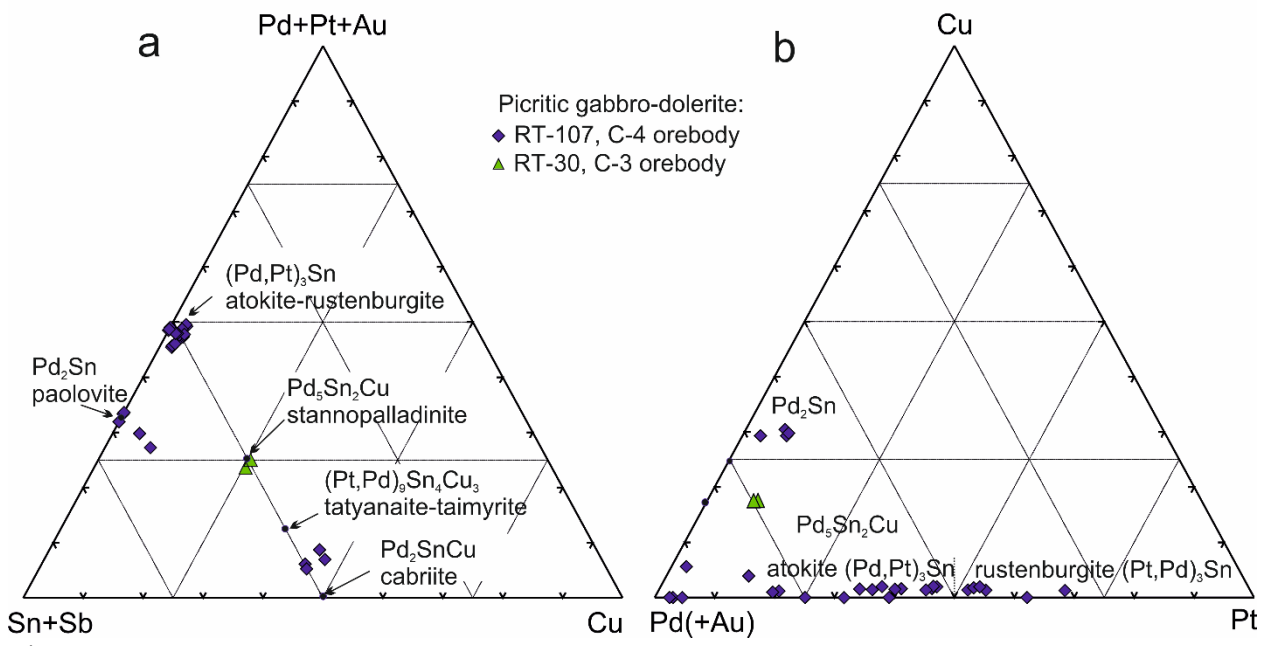 a
Pd+Pt+Au
b
Cu
Picritic gabbro-dolerite:
RT-107, C-4 orebody
RT-30, C-3 orebody
(Pd,Pt)₃Sn
atokite-rustenburgite
Pd₂Sn
paolovite
Pd₅Sn₂Cu
stannopalladinite
(Pt,Pd)₉Sn₄Cu₃
tatyanaite-taimyrite
Pd₂SnCu
cabriite
Sn+Sb
Cu
Pd₂Sn
Pd₅Sn₂Cu
atokite (Pd,Pt)₃Sn
rustenburgite (Pt,Pd)₃Sn
Pd(+Au)
Pt